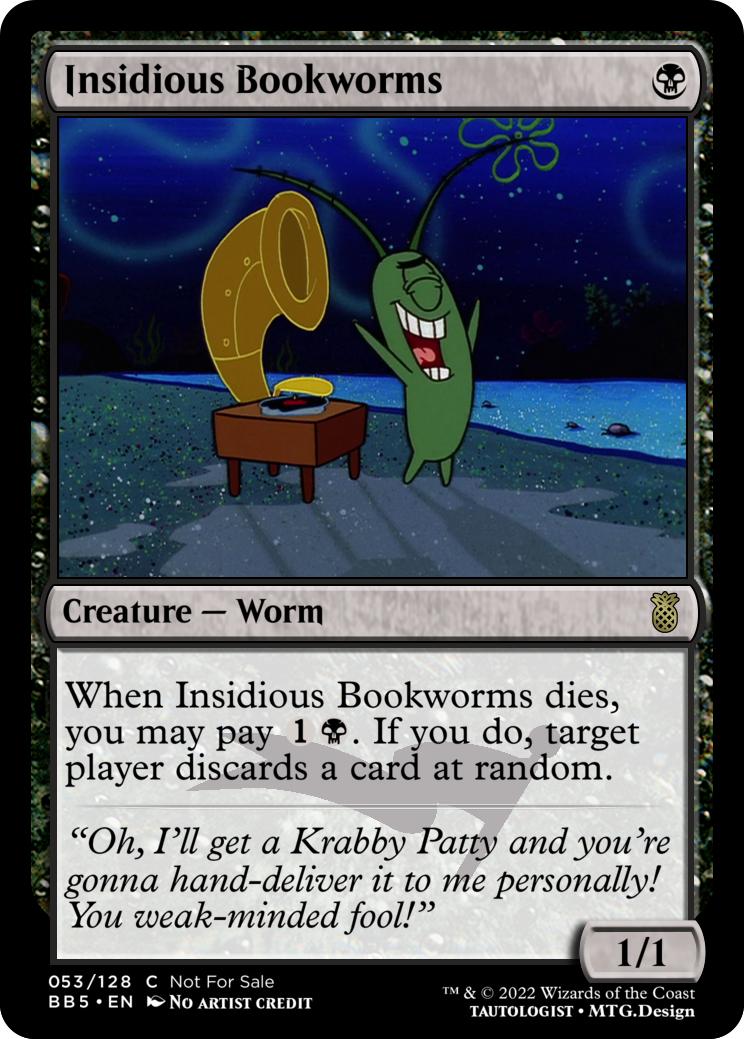 Insidious Bookworms
Creature — Worm
When Insidious Bookworms dies,
you may pay 1 . If you do, target
player discards a card at random.
“Oh, I’ll get a Krabby Patty and you’re
gonna hand-deliver it to me personally!
You weak-minded fool!”
1/1
053/128 C Not For Sale
BB5 • EN No artist credit
™ & © 2022 Wizards of the Coast
TAUTOLOGIST • MTG.Design